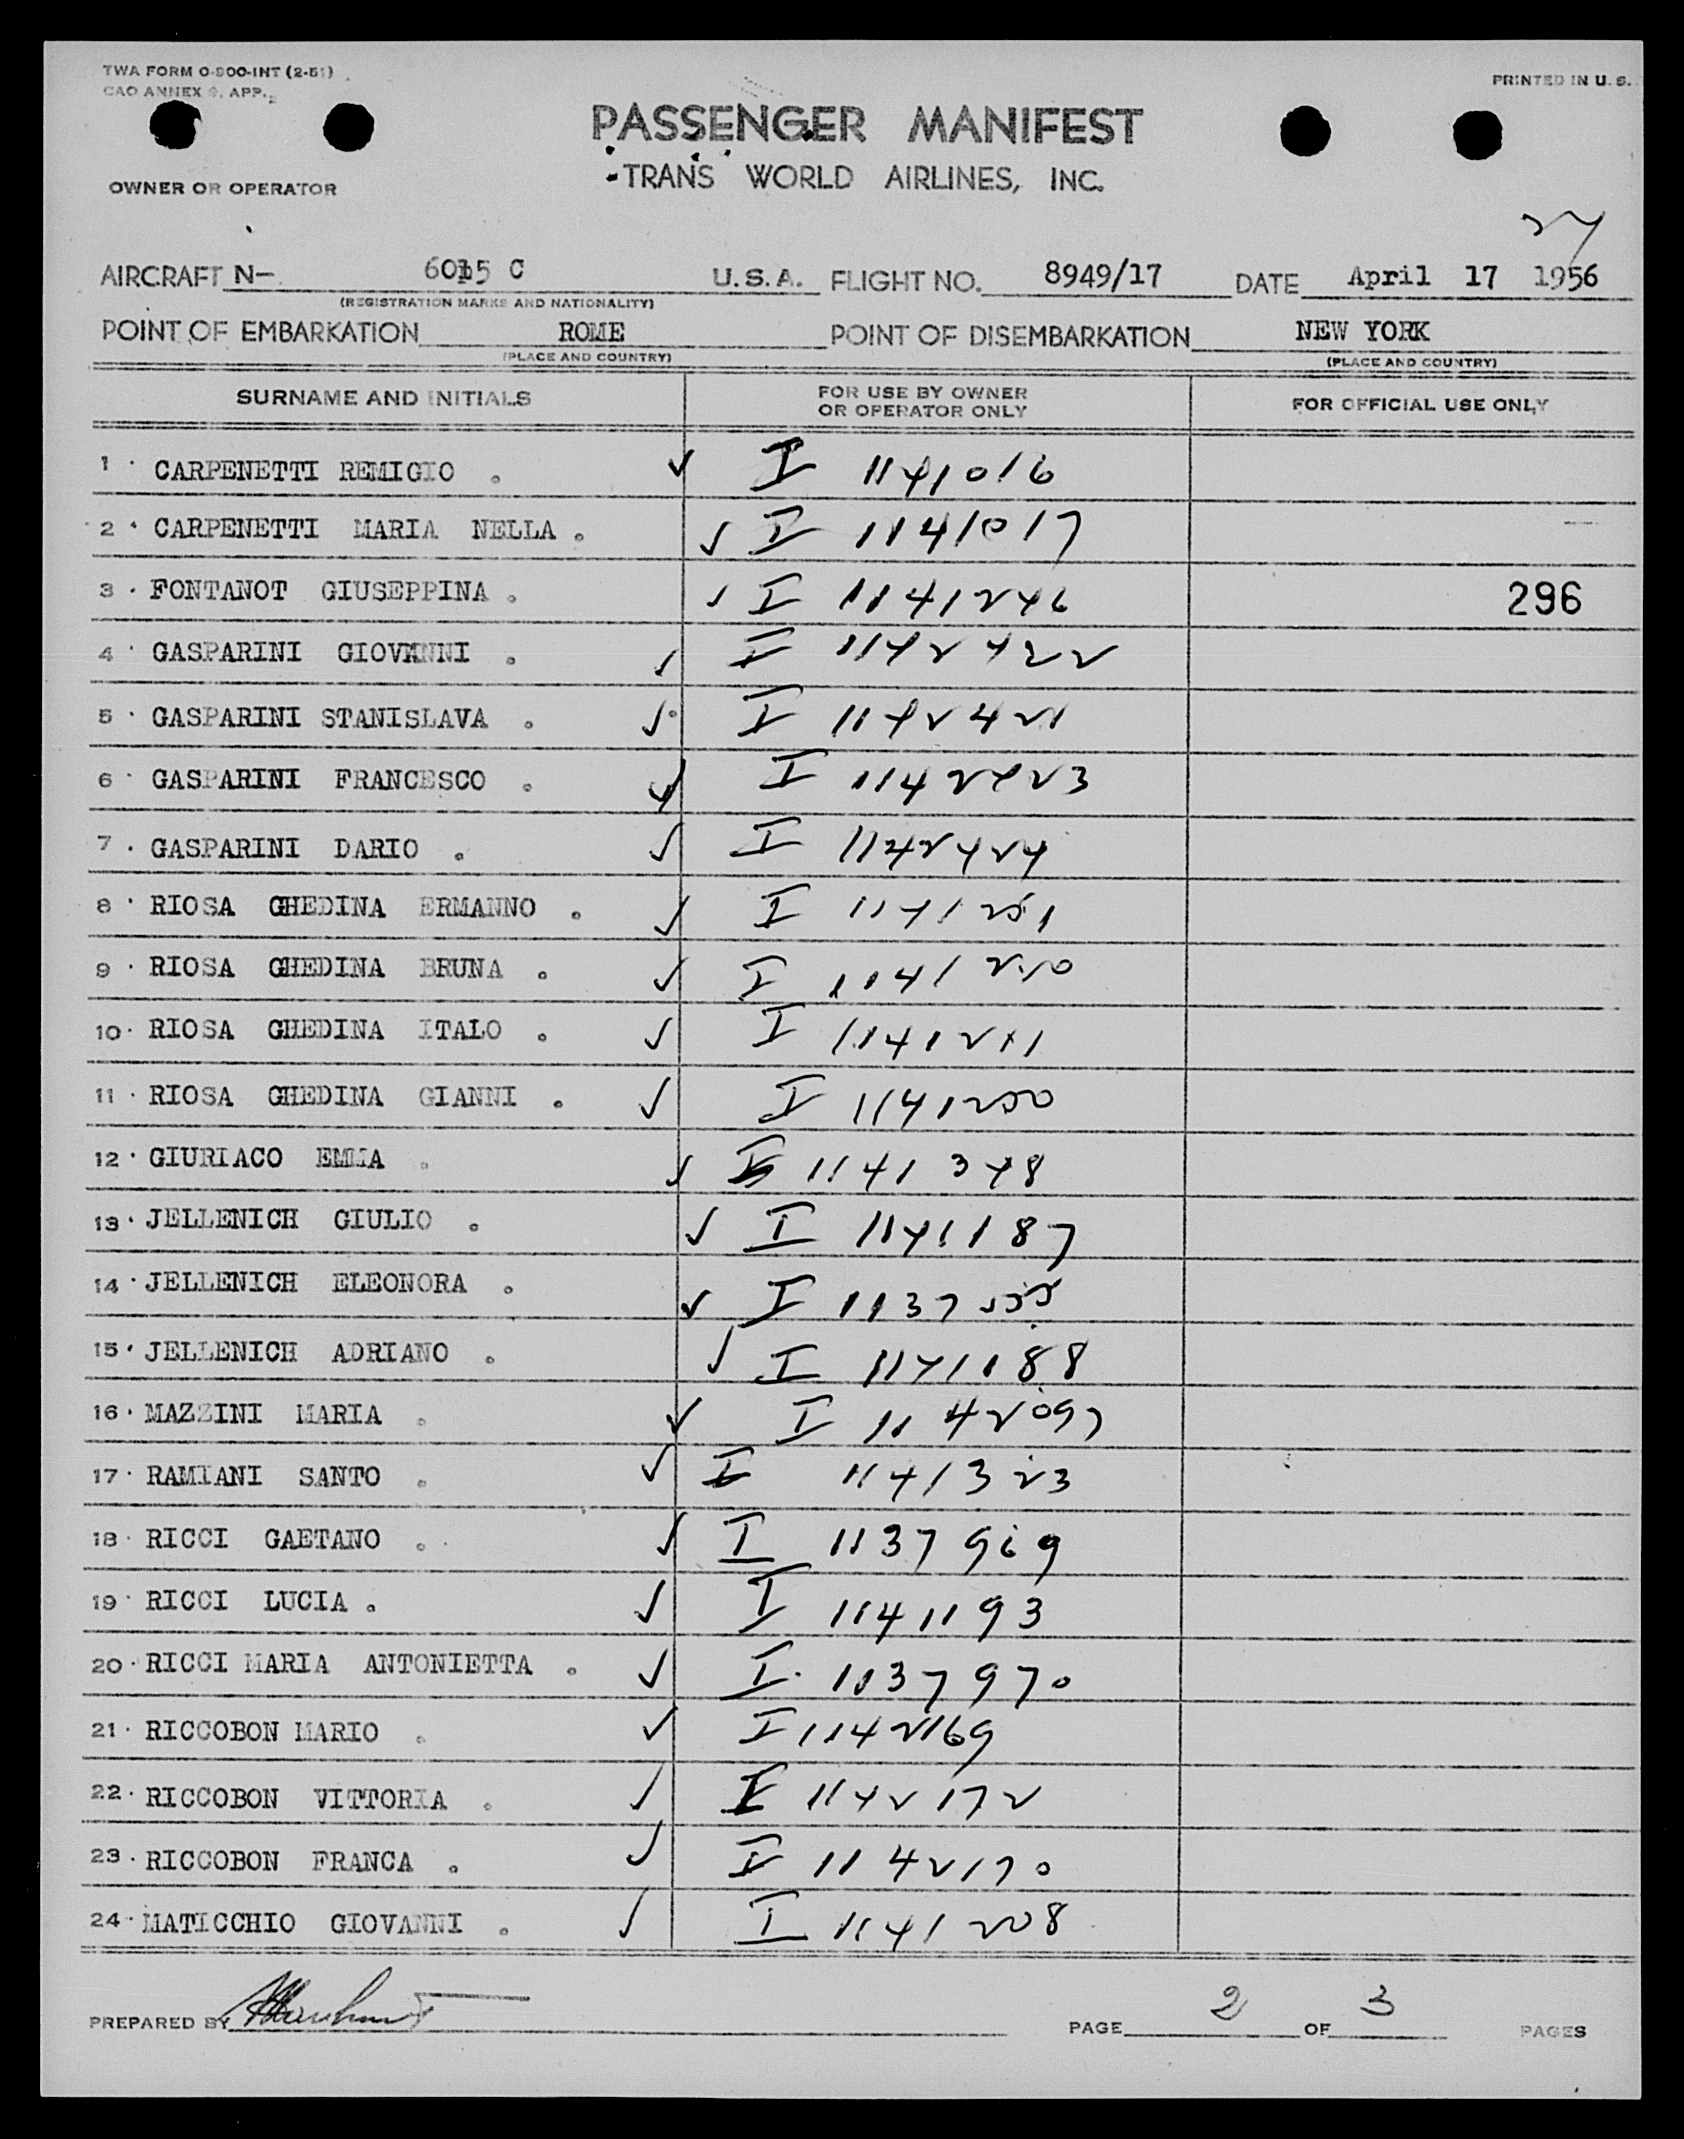 TWA FORM O-900-INT (2-51)
CAO ANNEX 9, APP.
PRINTED IN U. S.
PASSENGER MANIFEST
TRANS WORLD AIRLINES, INC.
OWNER OR OPERATOR
27
AIRCRAFT N- 6015 C U.S.A. FLIGHT NO. 8949/17 DATE April 17 1956
(REGISTRATION MARKS AND NATIONALITY)
POINT OF EMBARKATION ROME POINT OF DISEMBARKATION NEW YORK
(PLACE AND COUNTRY) (PLACE AND COUNTRY)
SURNAME AND INITIALS FOR USE BY OWNER OR OPERATOR ONLY FOR OFFICIAL USE ONLY
1 CARPENETTI REMIGIO . ✓ I 1141016
2 CARPENETTI MARIA NELLA . ✓ I 1141017
3 FONTANOT GIUSEPPINA . ✓ I 1141246 296
4 GASPARINI GIOVANNI . ✓ I 1142422
5 GASPARINI STANISLAVA . ✓ I 1142421
6 GASPARINI FRANCESCO . ✓ I 1142423
7 GASPARINI DARIO . ✓ I 1142424
8 RIOSA GHEDINA ERMANNO . ✓ I 1141251
9 RIOSA GHEDINA BRUNA . ✓ I
10 RIOSA GHEDINA ITALO . ✓ I
11 RIOSA GHEDINA GIANNI . ✓ I 1141250
12 GIURIACO EMMA . ✓ I 1141348
13 JELLENICH GIULIO . ✓ I 1141187
14 JELLENICH ELEONORA . ✓ I
15 JELLENICH ADRIANO . ✓ I 1141188
16 MAZZINI MARIA . ✓ I 1142097
17 RAMIANI SANTO . ✓ I 1141323
18 RICCI GAETANO . ✓ I 1137969
19 RICCI LUCIA . ✓ I 1141193
20 RICCI MARIA ANTONIETTA . ✓ I 1137970
21 RICCOBON MARIO . ✓ I 1142169
22 RICCOBON VITTORIA . ✓ I 1142172
23 RICCOBON FRANCA . ✓ I 1142170
24 MATICCHIO GIOVANNI . ✓ I 1141208
PREPARED BY PAGE 2 OF 3 PAGES